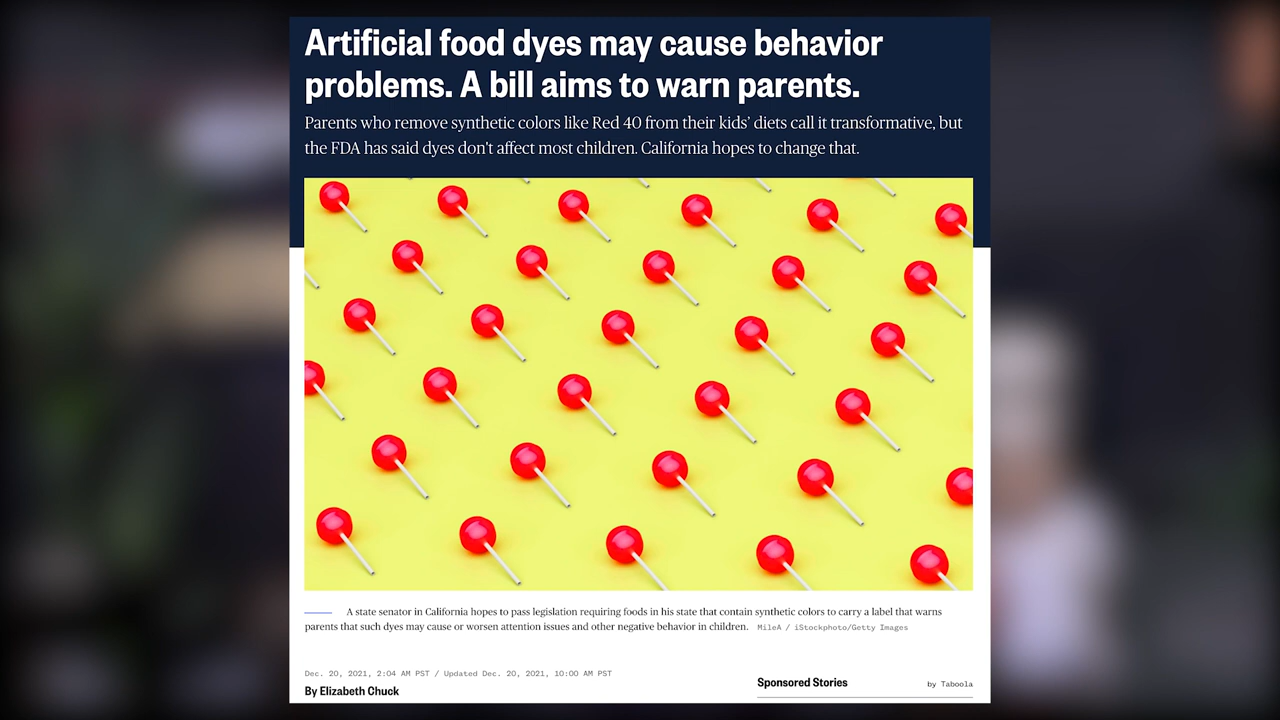 Artificial food dyes may cause behavior
problems. A bill aims to warn parents.
Parents who remove synthetic colors like Red 40 from their kids’ diets call it transformative, but
the FDA has said dyes don’t affect most children. California hopes to change that.
A state senator in California hopes to pass legislation requiring foods in his state that contain synthetic colors to carry a label that warns
parents that such dyes may cause or worsen attention issues and other negative behavior in children. MileA / iStockphoto/Getty Images
Dec. 20, 2021, 2:04 AM PST / Updated Dec. 20, 2021, 10:00 AM PST
By Elizabeth Chuck
Sponsored Stories
by Taboola